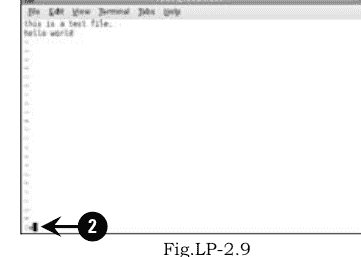 File Edit View Terminal Tabs Help
this is a test file.
hello world
2
Fig.LP-2.9